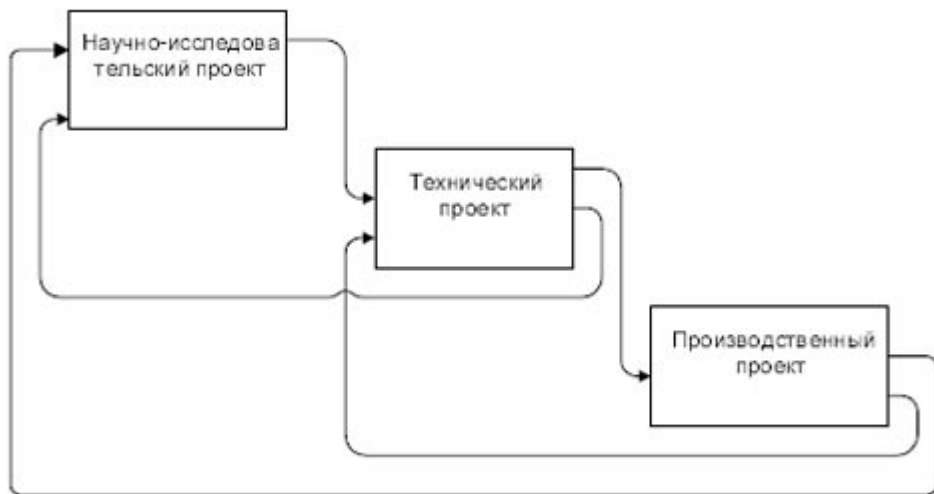 Научно-исследова
тельский проект
Технический
проект
Производственный
проект